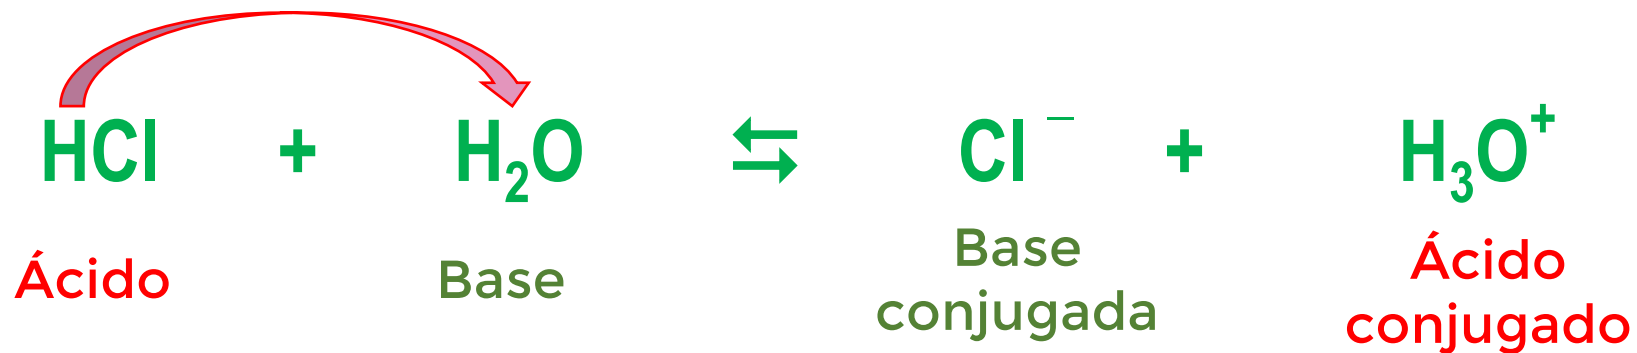 HCl + H₂O ⇆ Cl⁻ + H₃O⁺
Ácido Base Base conjugada Ácido conjugado